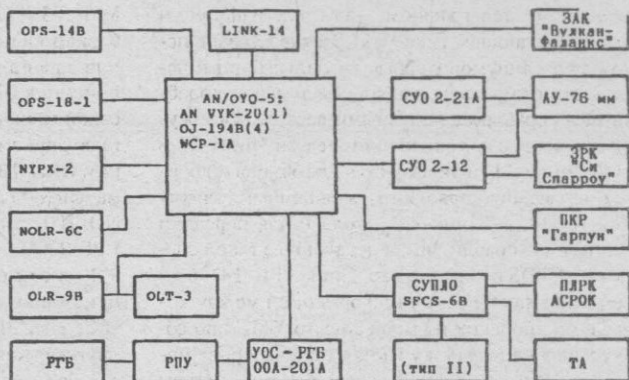 OPS-14B
LINK-14
ЗАК
"Вулкан-
Фаланкс"
AN/OYQ-5:
AN VYK-20(1)
OJ-194B(4)
WCP-1A
СУО 2-21А
АУ-76 мм
OPS-18-1
NYPX-2
СУО 2-12
ЗРК
"Си
Спарроу"
NOLR-6C
ПКР
"Гарпун"
OLR-9B
OLT-3
СУПЛО
SFCS-6B
ПЛРК
АСРОК
РГБ
РПУ
УОС-РГБ
OOA-201A
(тип II)
ТА